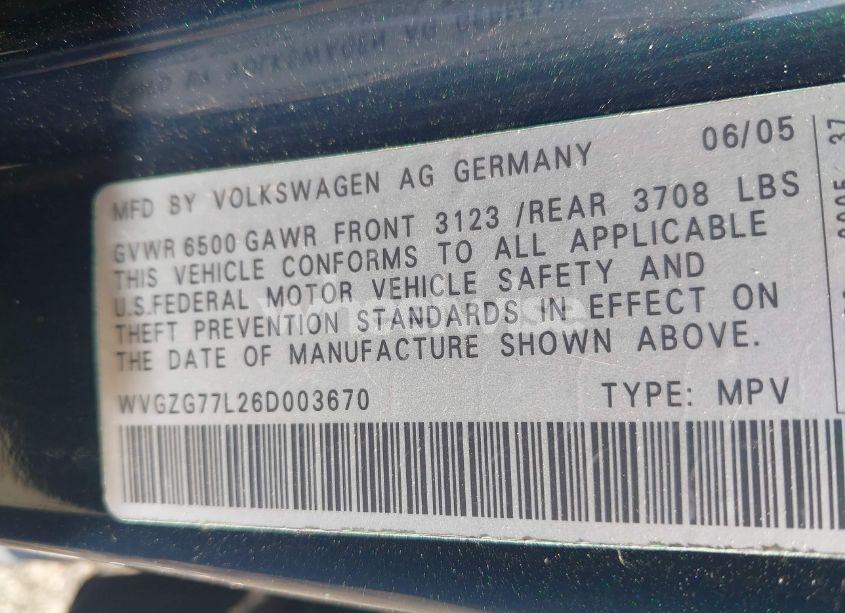 MFD BY VOLKSWAGEN AG GERMANY 06/05
GVWR 6500 GAWR FRONT 3123 /REAR 3708 LBS
THIS VEHICLE CONFORMS TO ALL APPLICABLE
U.S.FEDERAL MOTOR VEHICLE SAFETY AND
THEFT PREVENTION STANDARDS IN EFFECT ON
THE DATE OF MANUFACTURE SHOWN ABOVE.
WVGZG77L26D003670 TYPE: MPV
37